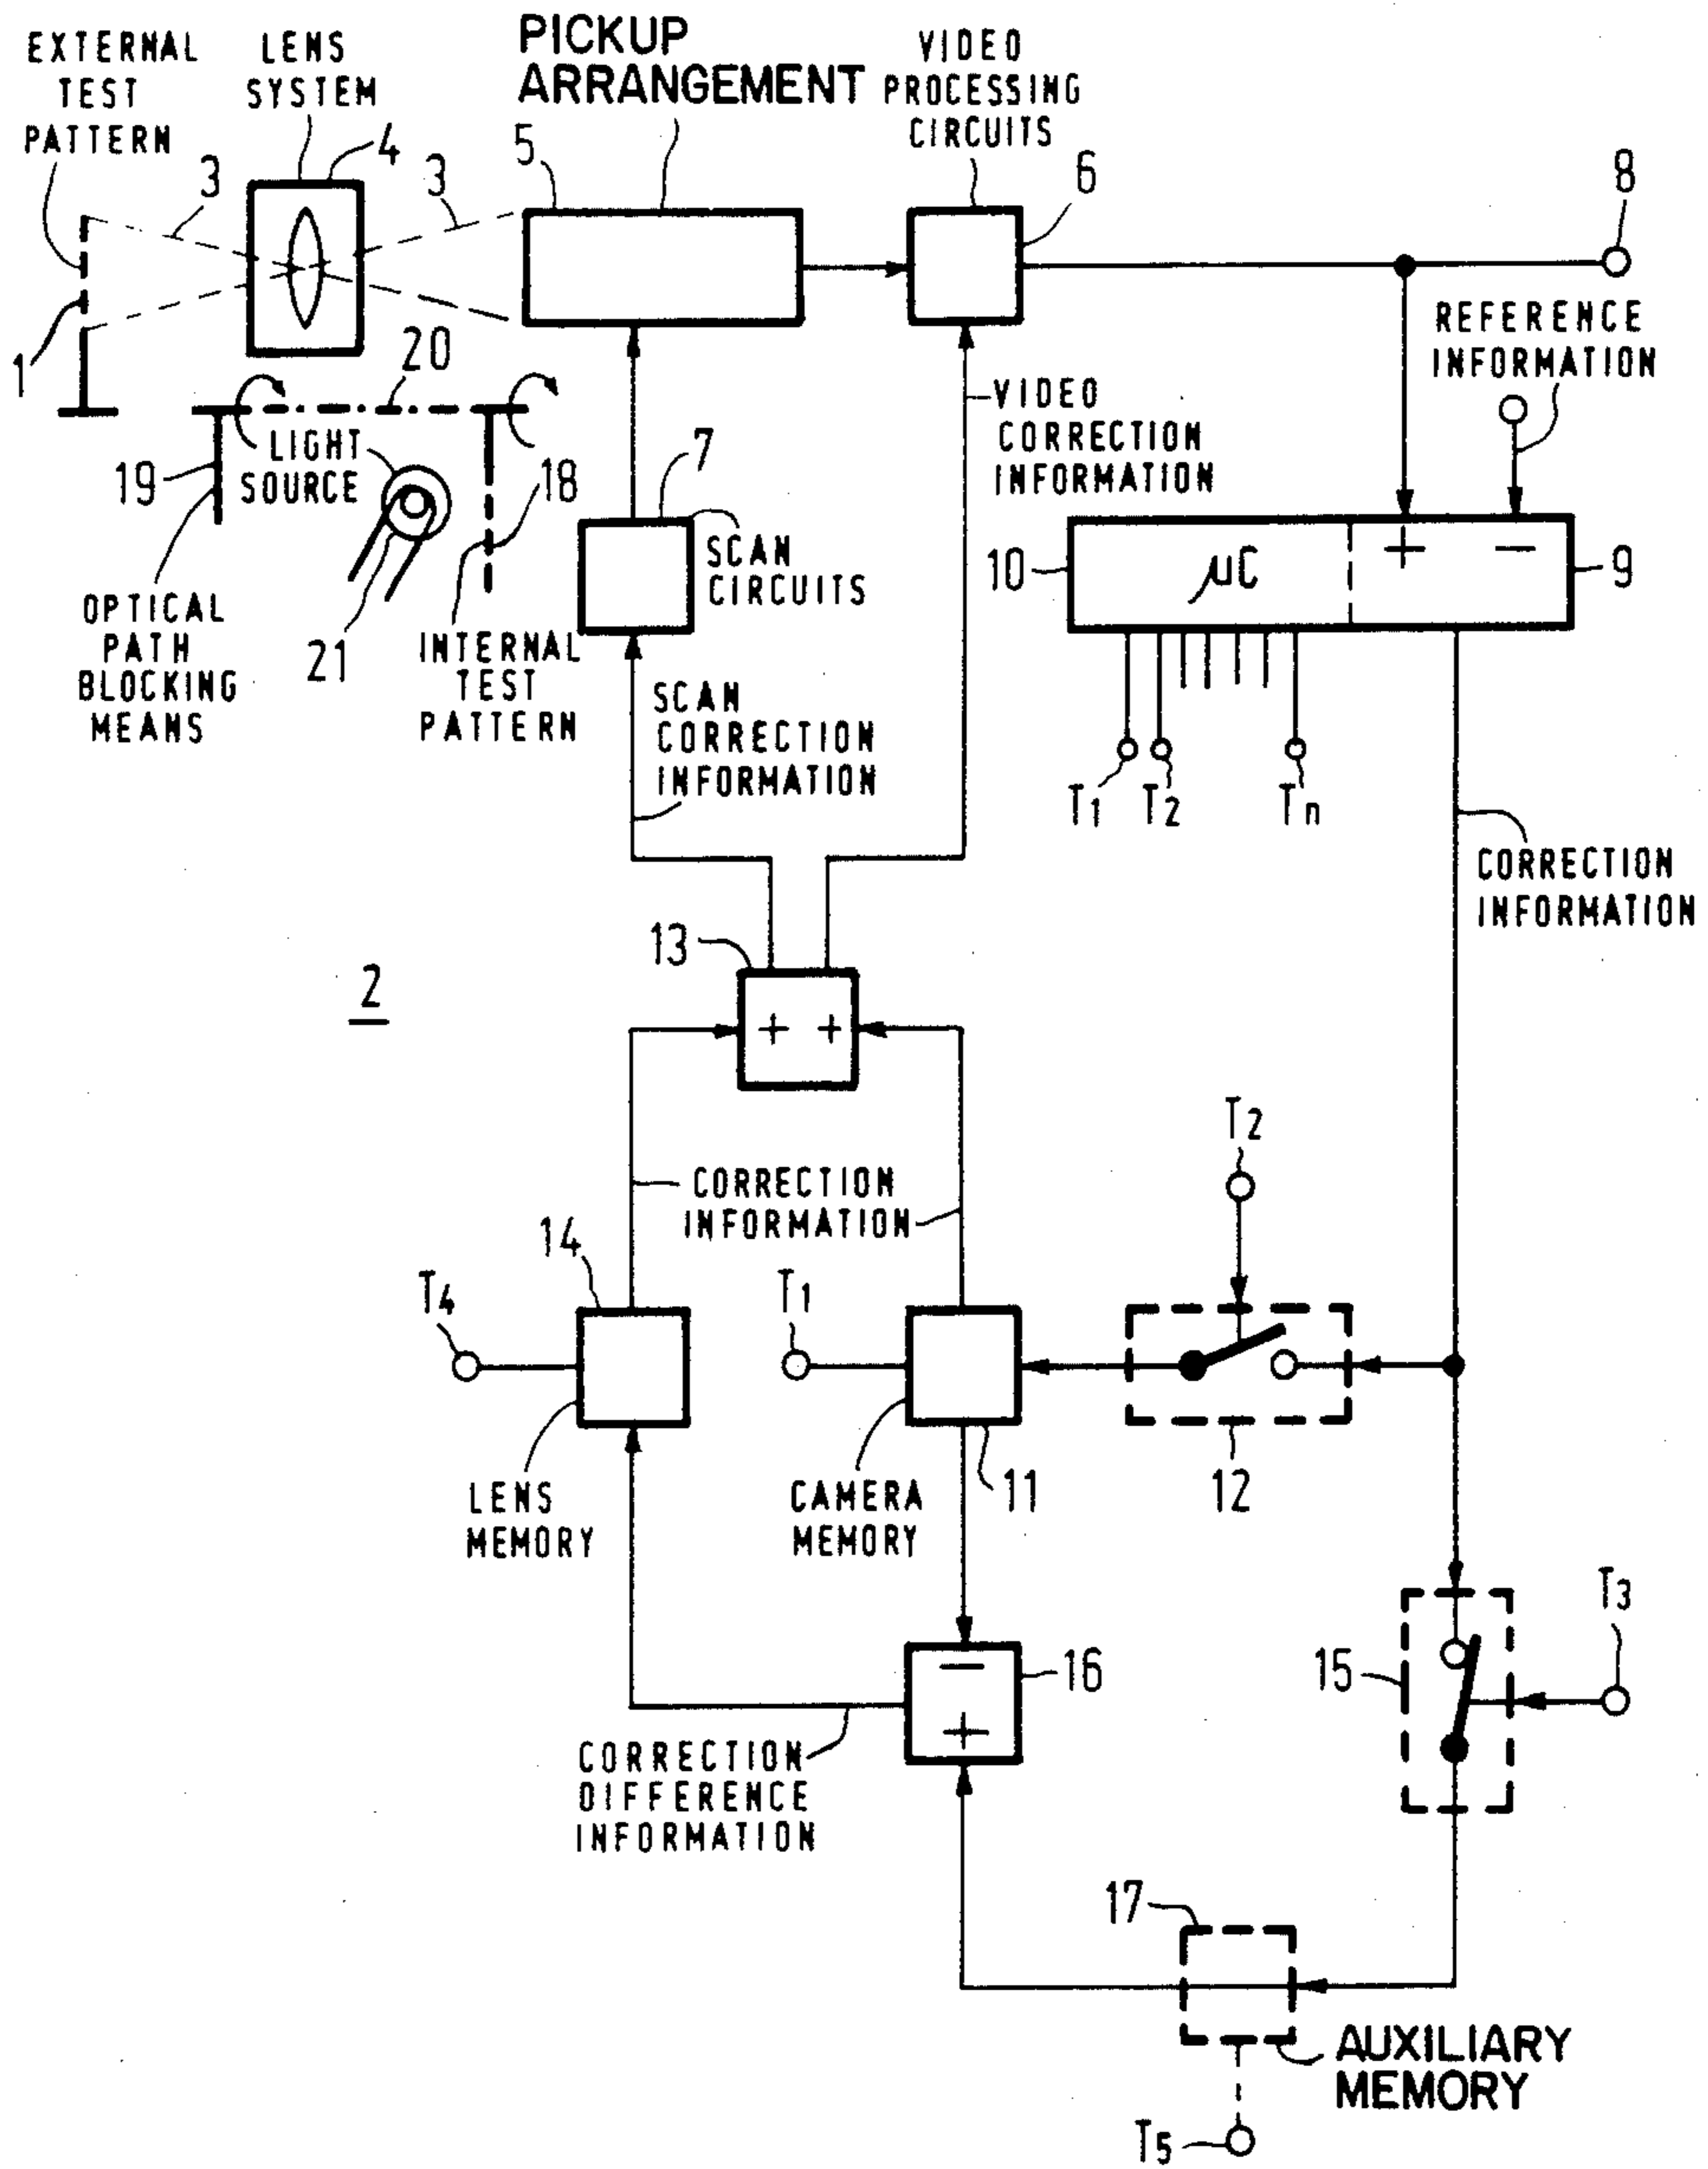 EXTERNAL
TEST
PATTERN
LENS
SYSTEM
PICKUP
ARRANGEMENT
VIDEO
PROCESSING
CIRCUITS
3
4
3
5
6
8
1
20
REFERENCE
INFORMATION
VIDEO
CORRECTION
INFORMATION
LIGHT
SOURCE
19
18
7
SCAN
CIRCUITS
10
μC
+
−
9
OPTICAL
PATH
BLOCKING
MEANS
21
INTERNAL
TEST
PATTERN
SCAN
CORRECTION
INFORMATION
T1
T2
Tn
CORRECTION
INFORMATION
13
2
+ +
T2
CORRECTION
INFORMATION
14
T4
T1
LENS
MEMORY
CAMERA
MEMORY
11
12
T3
−
+
16
15
CORRECTION
DIFFERENCE
INFORMATION
17
AUXILIARY
MEMORY
T5